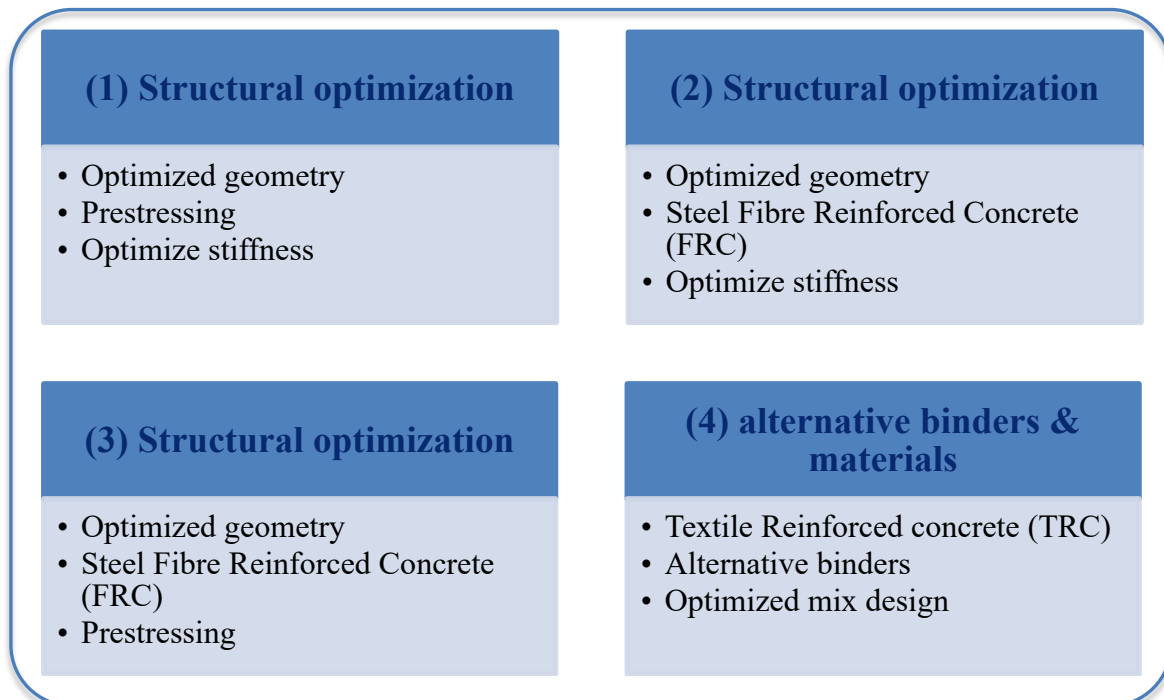 (1) Structural optimization
• Optimized geometry
• Prestressing
• Optimize stiffness
(2) Structural optimization
• Optimized geometry
• Steel Fibre Reinforced Concrete
(FRC)
• Optimize stiffness
(3) Structural optimization
• Optimized geometry
• Steel Fibre Reinforced Concrete
(FRC)
• Prestressing
(4) alternative binders &
materials
• Textile Reinforced concrete (TRC)
• Alternative binders
• Optimized mix design